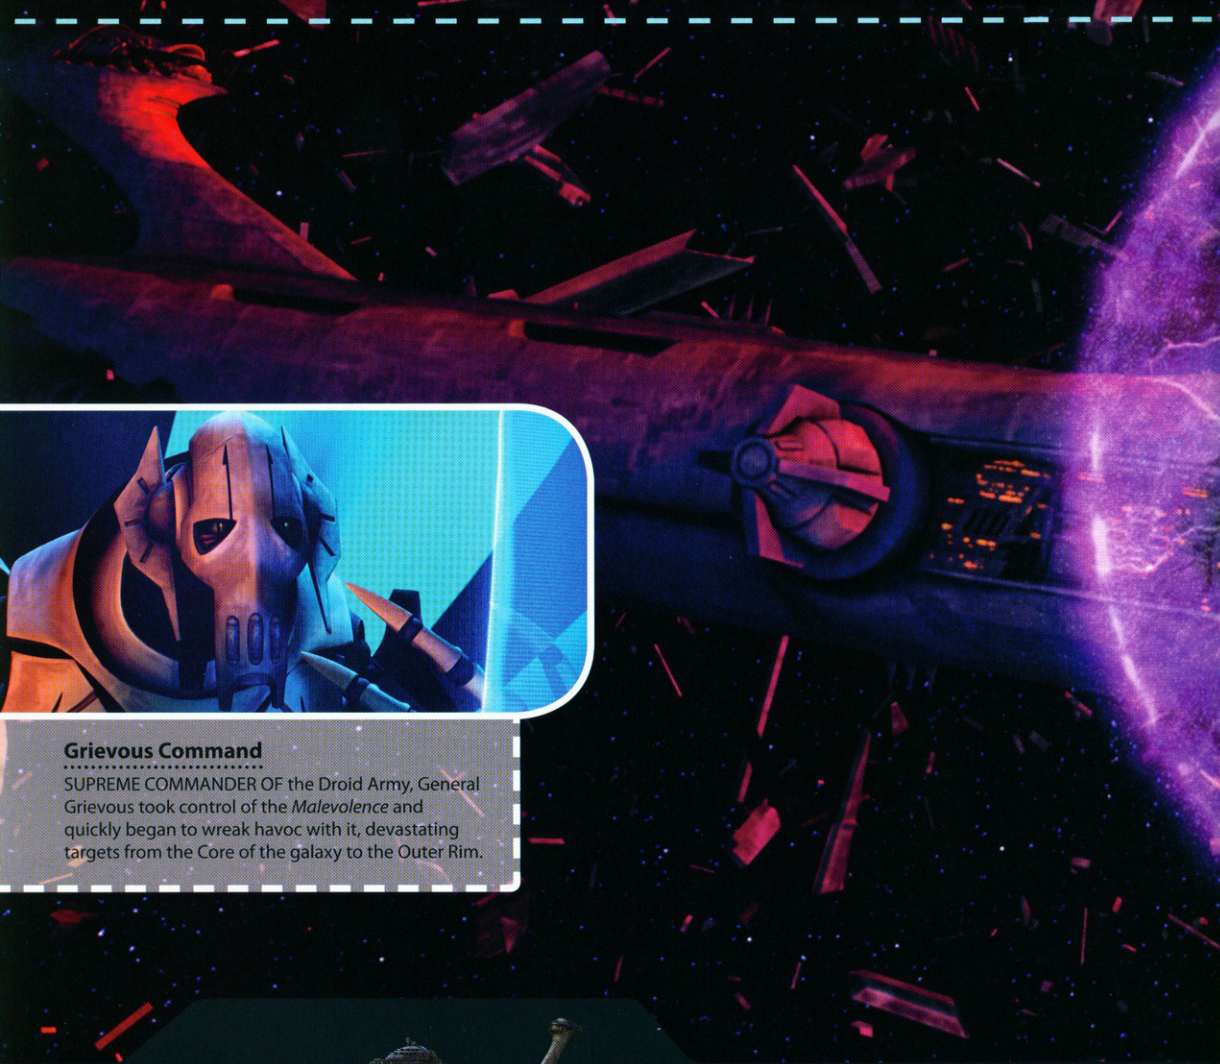 Grievous Command
SUPREME COMMANDER OF the Droid Army, General
Grievous took control of the Malevolence and
quickly began to wreak havoc with it, devastating
targets from the Core of the galaxy to the Outer Rim.